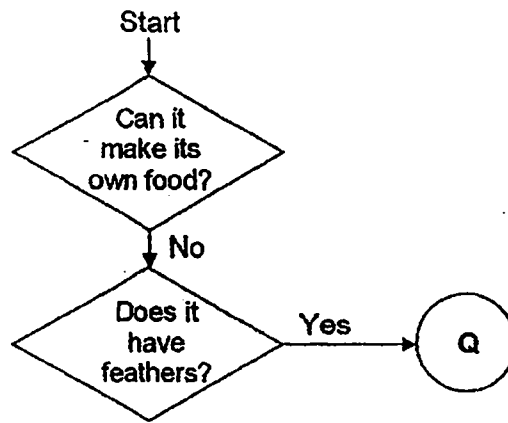 Start
Can it
make its
own food?
No
Does it
have
feathers?
Yes
Q